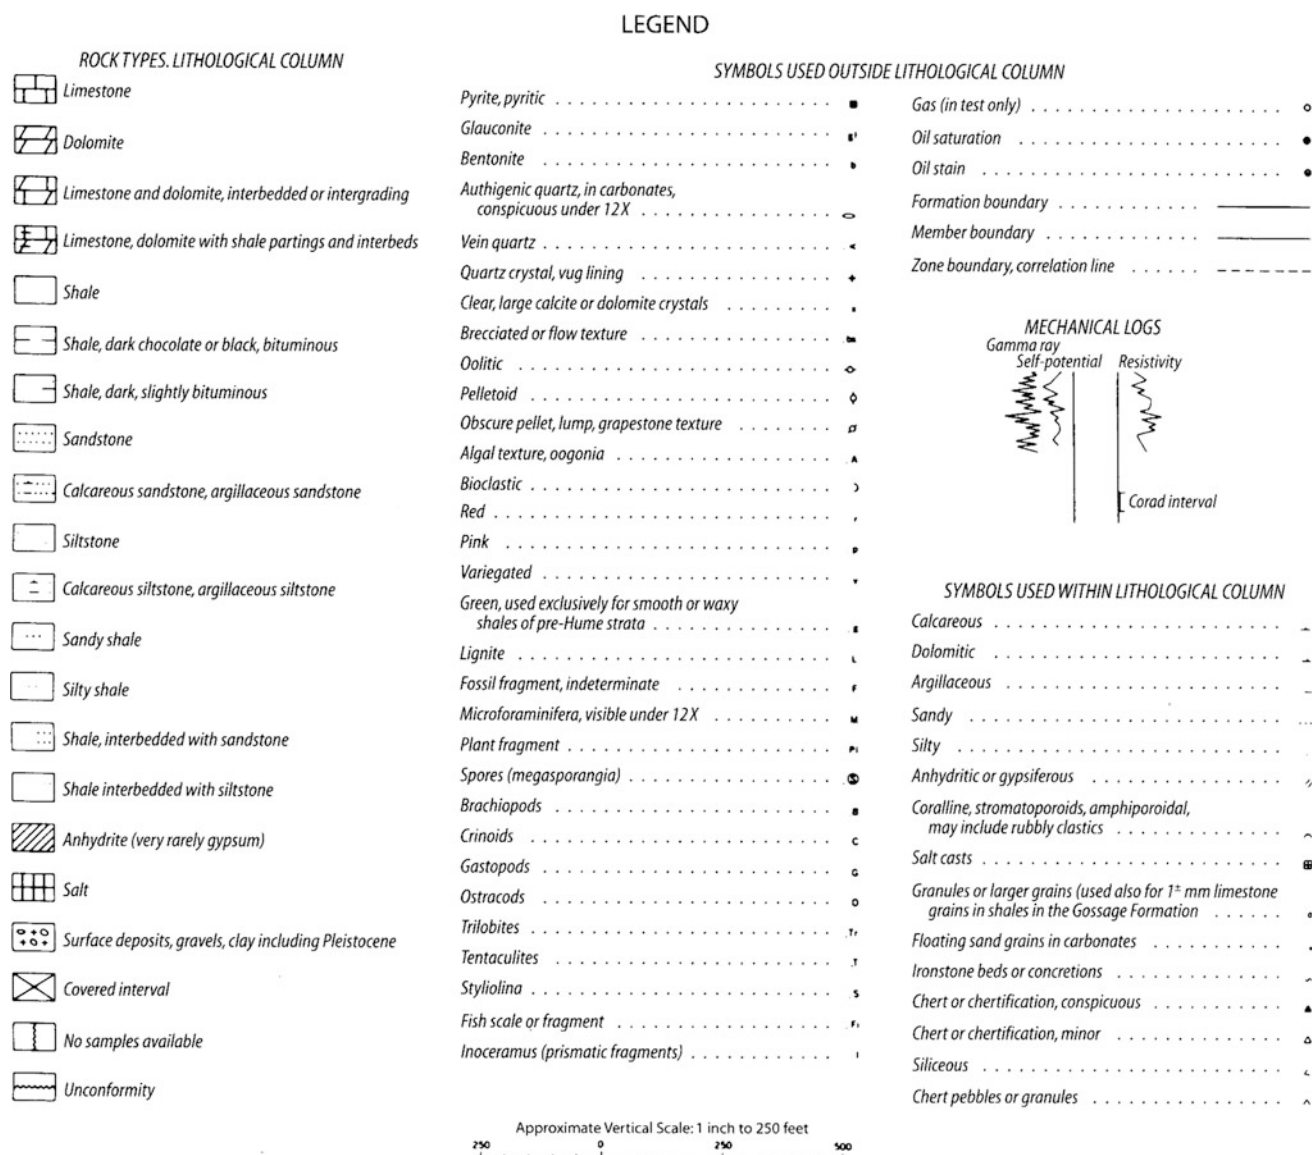 LEGEND
ROCK TYPES. LITHOLOGICAL COLUMN
Limestone
Dolomite
Limestone and dolomite, interbedded or intergrading
Limestone, dolomite with shale partings and interbeds
Shale
Shale, dark chocolate or black, bituminous
Shale, dark, slightly bituminous
Sandstone
Calcareous sandstone, argillaceous sandstone
Siltstone
Calcareous siltstone, argillaceous siltstone
Sandy shale
Silty shale
Shale, interbedded with sandstone
Shale interbedded with siltstone
Anhydrite (very rarely gypsum)
Salt
Surface deposits, gravels, clay including Pleistocene
Covered interval
No samples available
Unconformity
SYMBOLS USED OUTSIDE LITHOLOGICAL COLUMN
Pyrite, pyritic
Glauconite
Bentonite
Authigenic quartz, in carbonates,
conspicuous under 12X
Vein quartz
Quartz crystal, vug lining
Clear, large calcite or dolomite crystals
Brecciated or flow texture
Oolitic
Pelletoid
Obscure pellet, lump, grapestone texture
Algal texture, oogonia A
Bioclastic
Red
Pink
Variegated
Green, used exclusively for smooth or waxy
shales of pre-Hume strata
Lignite L
Fossil fragment, indeterminate F
Microforaminifera, visible under 12X M
Plant fragment
Spores (megasporangia)
Brachiopods
Crinoids C
Gastopods G
Ostracods O
Trilobites Tr
Tentaculites T
Styliolina S
Fish scale or fragment Fi
Inoceramus (prismatic fragments) I
Gas (in test only)
Oil saturation
Oil stain
Formation boundary
Member boundary
Zone boundary, correlation line
MECHANICAL LOGS
Gamma ray
Self-potential Resistivity
Corad interval
SYMBOLS USED WITHIN LITHOLOGICAL COLUMN
Calcareous
Dolomitic
Argillaceous
Sandy
Silty
Anhydritic or gypsiferous
Coralline, stromatoporoids, amphiporoidal,
may include rubbly clastics
Salt casts
Granules or larger grains (used also for 1± mm limestone
grains in shales in the Gossage Formation
Floating sand grains in carbonates
Ironstone beds or concretions
Chert or chertification, conspicuous
Chert or chertification, minor
Siliceous
Chert pebbles or granules
Approximate Vertical Scale: 1 inch to 250 feet
250 0 250 500